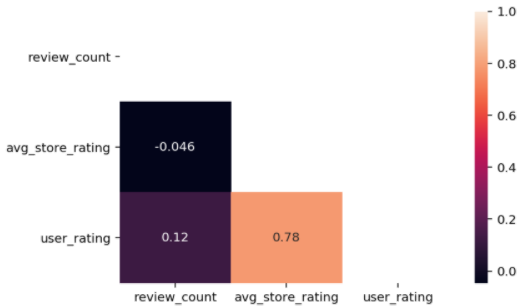 1.0
review_count
0.8
0.6
avg_store_rating
-0.046
0.4
0.2
user_rating
0.12
0.78
0.0
review_count
avg_store_rating
user_rating